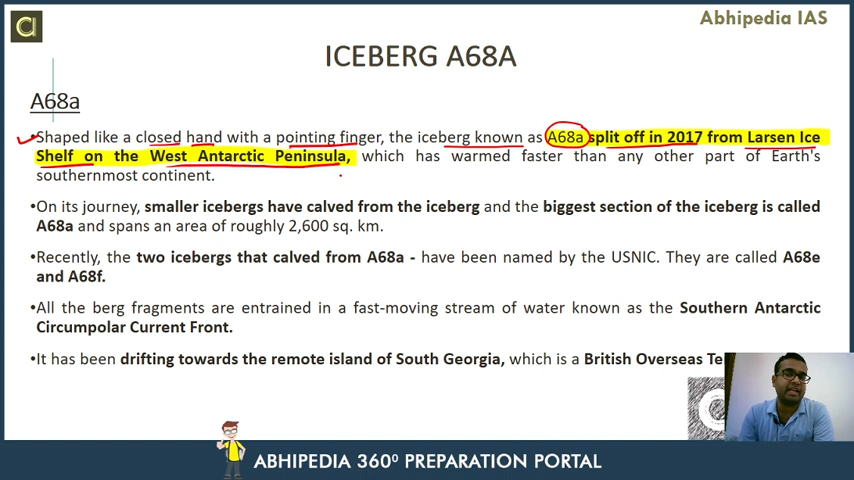 Abhipedia IAS
ICEBERG A68A
A68a
•Shaped like a closed hand with a pointing finger, the iceberg known as A68a split off in 2017 from Larsen Ice
Shelf on the West Antarctic Peninsula, which has warmed faster than any other part of Earth's
southernmost continent.
•On its journey, smaller icebergs have calved from the iceberg and the biggest section of the iceberg is called
A68a and spans an area of roughly 2,600 sq. km.
•Recently, the two icebergs that calved from A68a - have been named by the USNIC. They are called A68e
and A68f.
•All the berg fragments are entrained in a fast-moving stream of water known as the Southern Antarctic
Circumpolar Current Front.
•It has been drifting towards the remote island of South Georgia, which is a British Overseas
ABHIPEDIA 360⁰ PREPARATION PORTAL